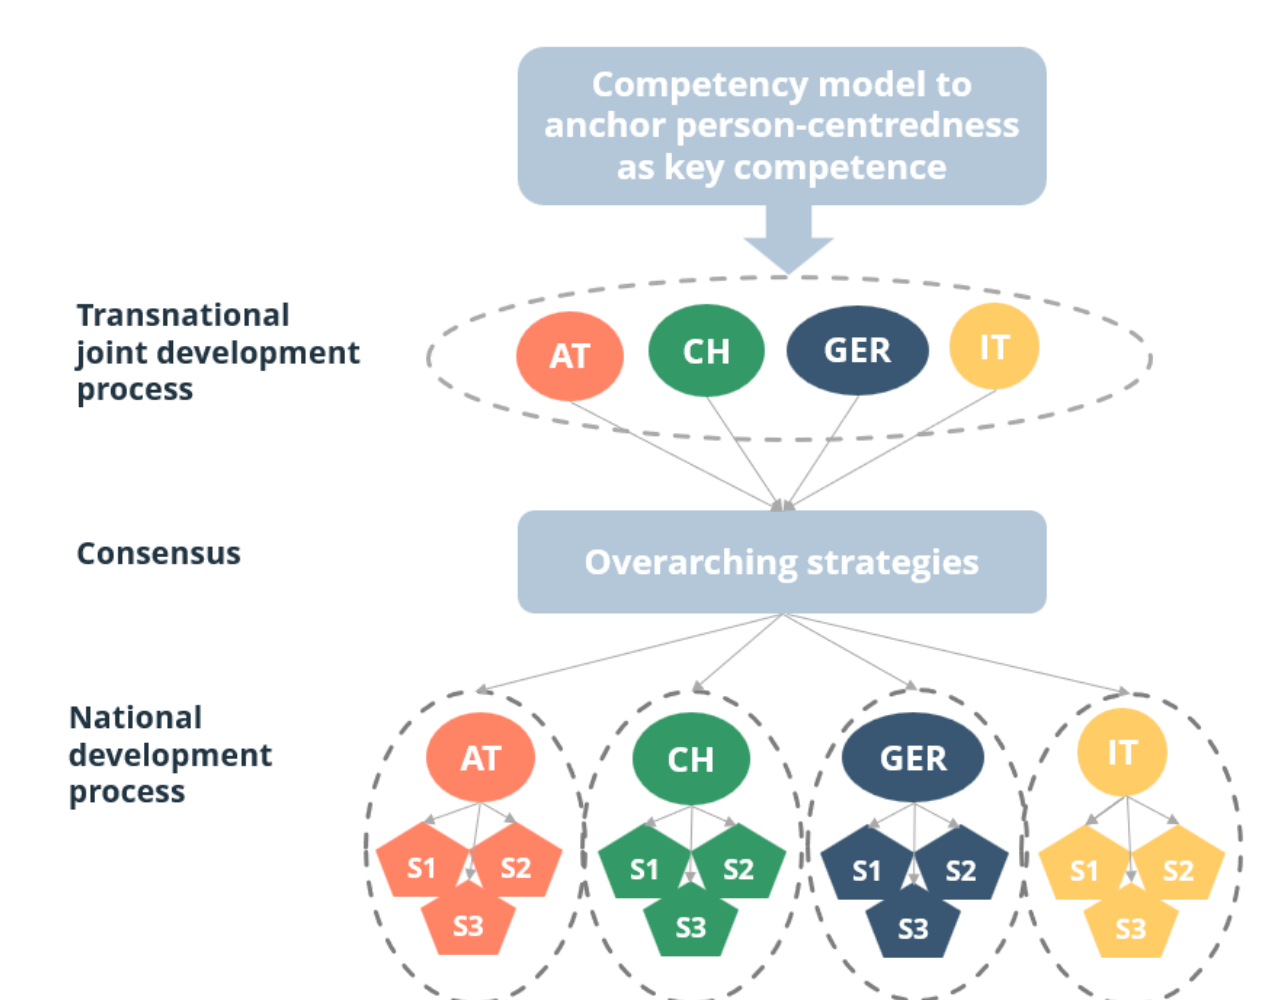 Competency model to
anchor person-centredness
as key competence
Transnational
joint development
process
AT
CH
GER
IT
Consensus
Overarching strategies
National
development
process
AT
CH
GER
IT
S1
S2
S3
S1
S2
S3
S1
S2
S3
S1
S2
S3